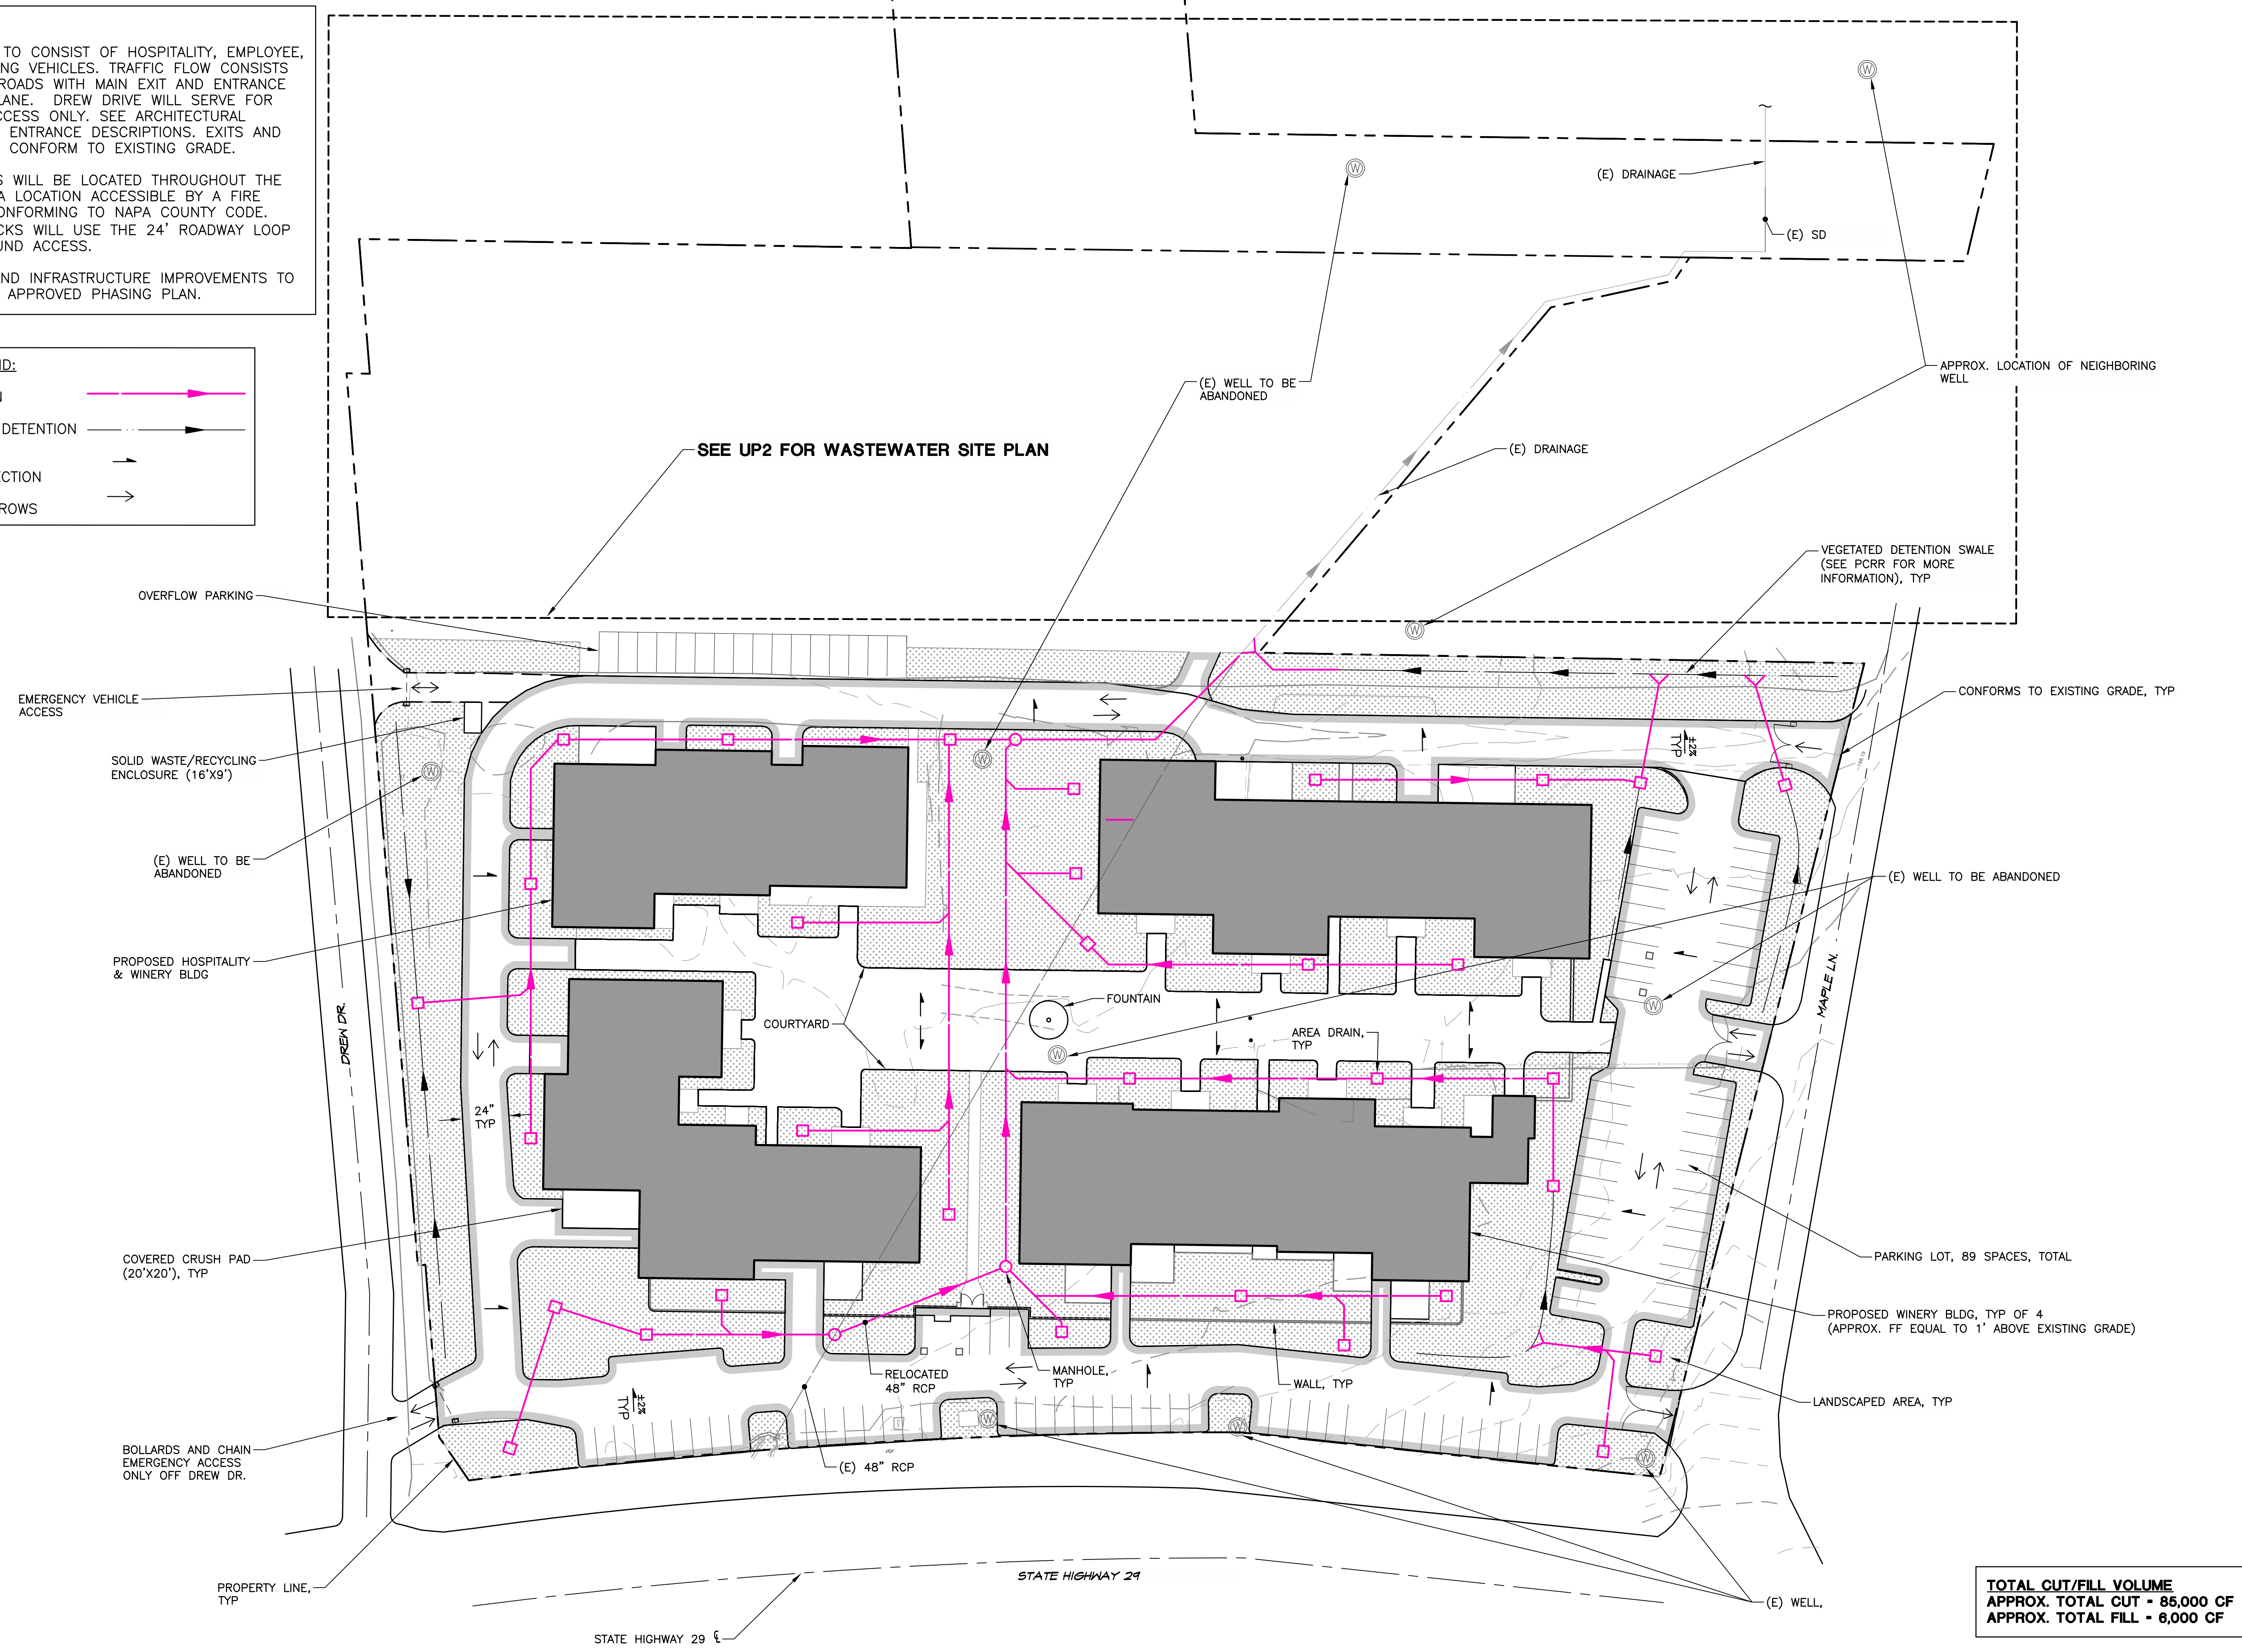 TO CONSIST OF HOSPITALITY, EMPLOYEE,
NG VEHICLES. TRAFFIC FLOW CONSISTS
ROADS WITH MAIN EXIT AND ENTRANCE
LANE. DREW DRIVE WILL SERVE FOR
CCESS ONLY. SEE ARCHITECTURAL
ENTRANCE DESCRIPTIONS. EXITS AND
CONFORM TO EXISTING GRADE.
S WILL BE LOCATED THROUGHOUT THE
A LOCATION ACCESSIBLE BY A FIRE
ONFORMING TO NAPA COUNTY CODE.
CKS WILL USE THE 24' ROADWAY LOOP
UND ACCESS.
AND INFRASTRUCTURE IMPROVEMENTS TO
APPROVED PHASING PLAN.
ND:
N
DETENTION
ECTION
ROWS
(E) DRAINAGE
(E) SD
(E) WELL TO BE
ABANDONED
APPROX. LOCATION OF NEIGHBORING
WELL
SEE UP2 FOR WASTEWATER SITE PLAN
(E) DRAINAGE
VEGETATED DETENTION SWALE
(SEE PCRR FOR MORE
INFORMATION), TYP
OVERFLOW PARKING
EMERGENCY VEHICLE
ACCESS
CONFORMS TO EXISTING GRADE, TYP
SOLID WASTE/RECYCLING
ENCLOSURE (16'X9')
±2%
TYP
(E) WELL TO BE
ABANDONED
(E) WELL TO BE ABANDONED
PROPOSED HOSPITALITY
& WINERY BLDG
FOUNTAIN
COURTYARD
AREA DRAIN,
TYP
DREW DR.
MAPLE LN.
24"
TYP
COVERED CRUSH PAD
(20'X20'), TYP
PARKING LOT, 89 SPACES, TOTAL
PROPOSED WINERY BLDG, TYP OF 4
(APPROX. FF EQUAL TO 1' ABOVE EXISTING GRADE)
RELOCATED
48" RCP
MANHOLE,
TYP
WALL, TYP
LANDSCAPED AREA, TYP
±2%
TYP
BOLLARDS AND CHAIN
EMERGENCY ACCESS
ONLY OFF DREW DR.
(E) 48" RCP
PROPERTY LINE,
TYP
STATE HIGHWAY 29
(E) WELL,
STATE HIGHWAY 29 ℄
TOTAL CUT/FILL VOLUME
APPROX. TOTAL CUT = 85,000 CF
APPROX. TOTAL FILL = 6,000 CF
W
W
W
W
W
W
W
W
W
W